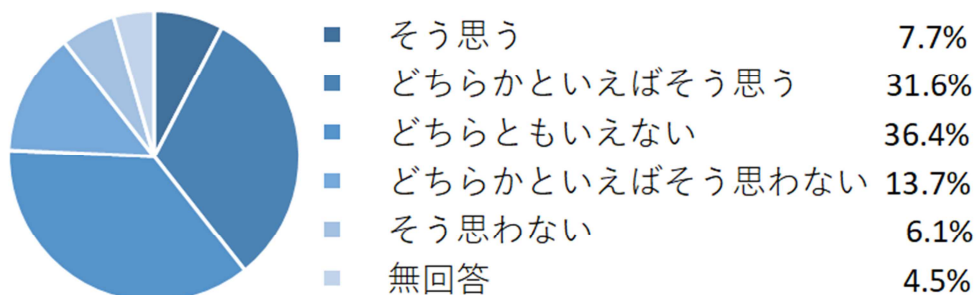 そう思う 7.7%
どちらかといえばそう思う 31.6%
どちらともいえない 36.4%
どちらかといえばそう思わない 13.7%
そう思わない 6.1%
無回答 4.5%